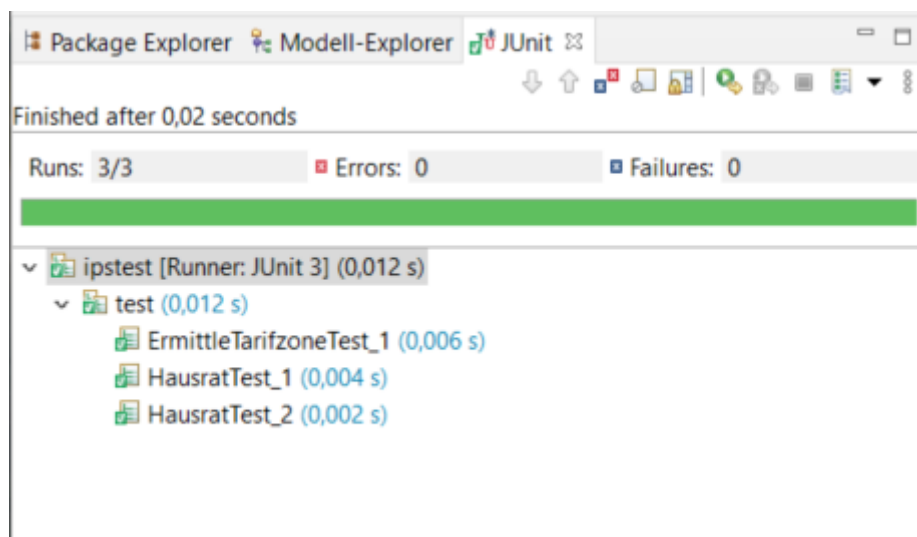 Package Explorer Modell-Explorer JUnit
Finished after 0,02 seconds
Runs: 3/3 Errors: 0 Failures: 0
ipstest [Runner: JUnit 3] (0,012 s)
test (0,012 s)
ErmittleTarifzoneTest_1 (0,006 s)
HausratTest_1 (0,004 s)
HausratTest_2 (0,002 s)